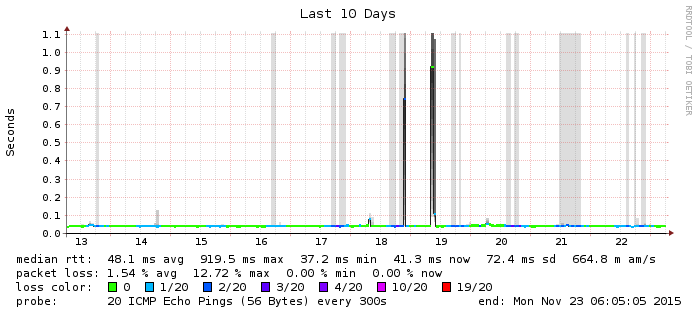 Last 10 Days
RRDTOOL / TOBI OETIKER
Seconds
1.1
1.0
0.9
0.8
0.7
0.6
0.5
0.4
0.3
0.2
0.1
0.0
13 14 15 16 17 18 19 20 21 22
median rtt: 48.1 ms avg 919.5 ms max 37.2 ms min 41.3 ms now 72.4 ms sd 664.8 m am/s
packet loss: 1.54 % avg 12.72 % max 0.00 % min 0.00 % now
loss color: 0 1/20 2/20 3/20 4/20 10/20 19/20
probe: 20 ICMP Echo Pings (56 Bytes) every 300s end: Mon Nov 23 06:05:05 2015